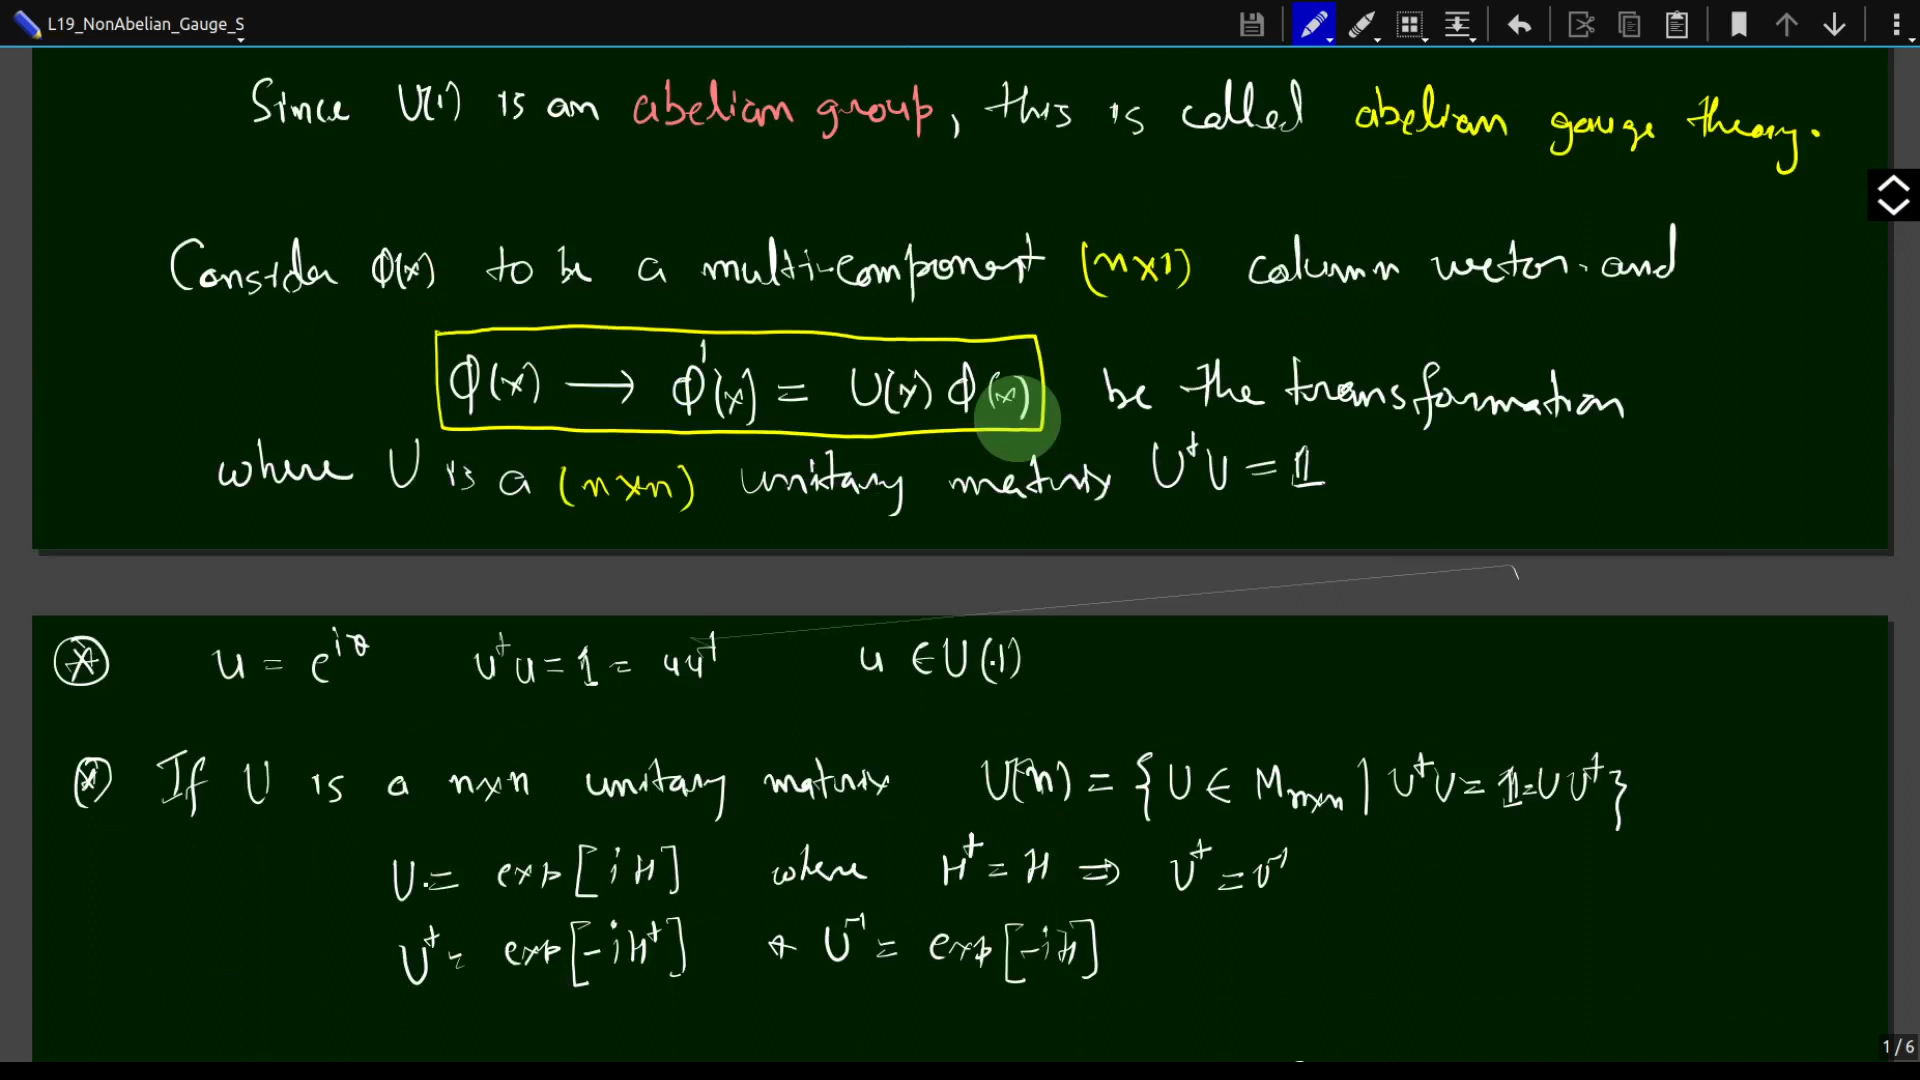 L19_NonAbelian_Gauge_S
Since U(1) is an abelian group, this is called abelian gauge theory.
Consider ϕ(x) to be a multi-component (n×1) column vector. and
ϕ(x) ⟶ ϕ'(x) = U(x) ϕ(x) be the transformation
where U is a (n×n) unitary matrix U†U = 𝟙
⊛ u = e^{iθ} u†u = 𝟙 = uu† u ∈ U(1)
⊛ If U is a n×n unitary matrix U(n) = {U ∈ M_{n×n} | U†U = 𝟙 = UU†}
U = exp[iH] where H† = H ⇒ U† = U⁻¹
U† = exp[-iH†] & U⁻¹ = exp[-iH]
1 / 6